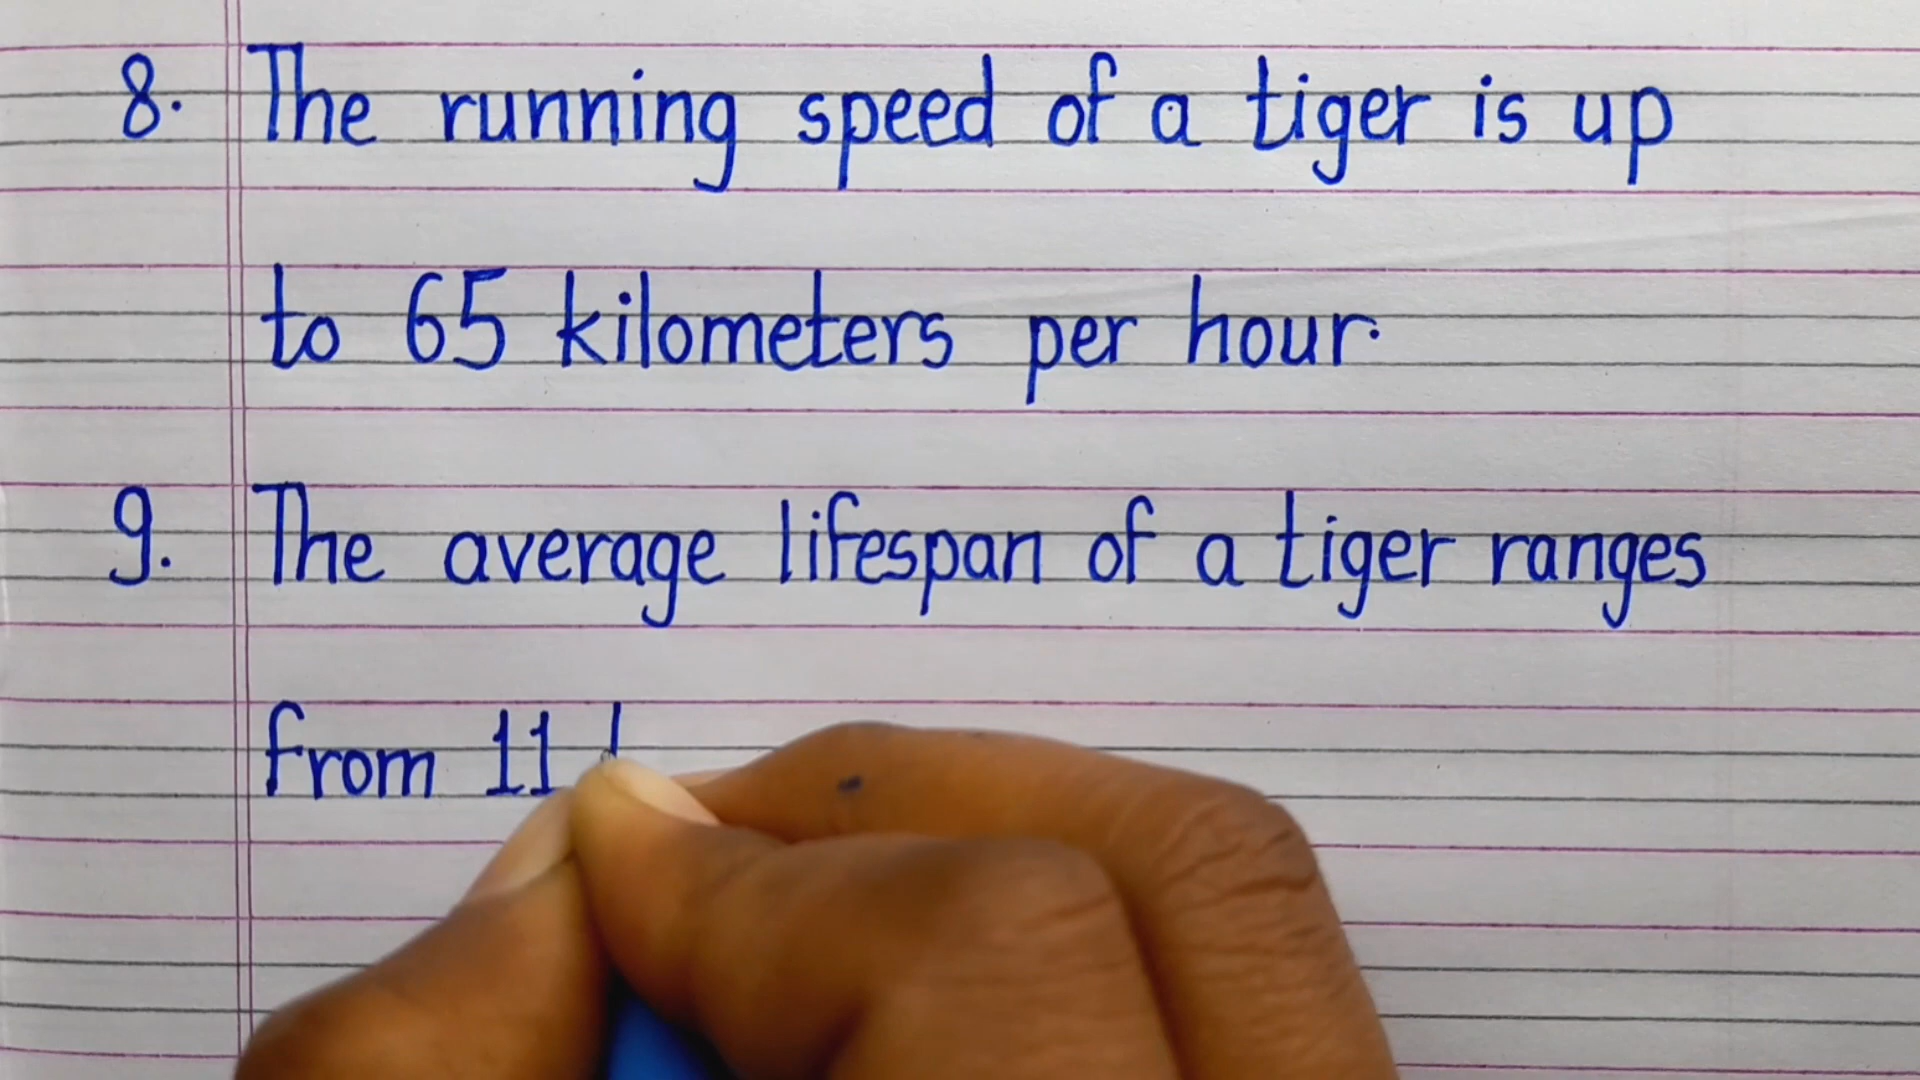 8. The running speed of a tiger is up
to 65 kilometers per hour.
9. The average lifespan of a tiger ranges
from 11